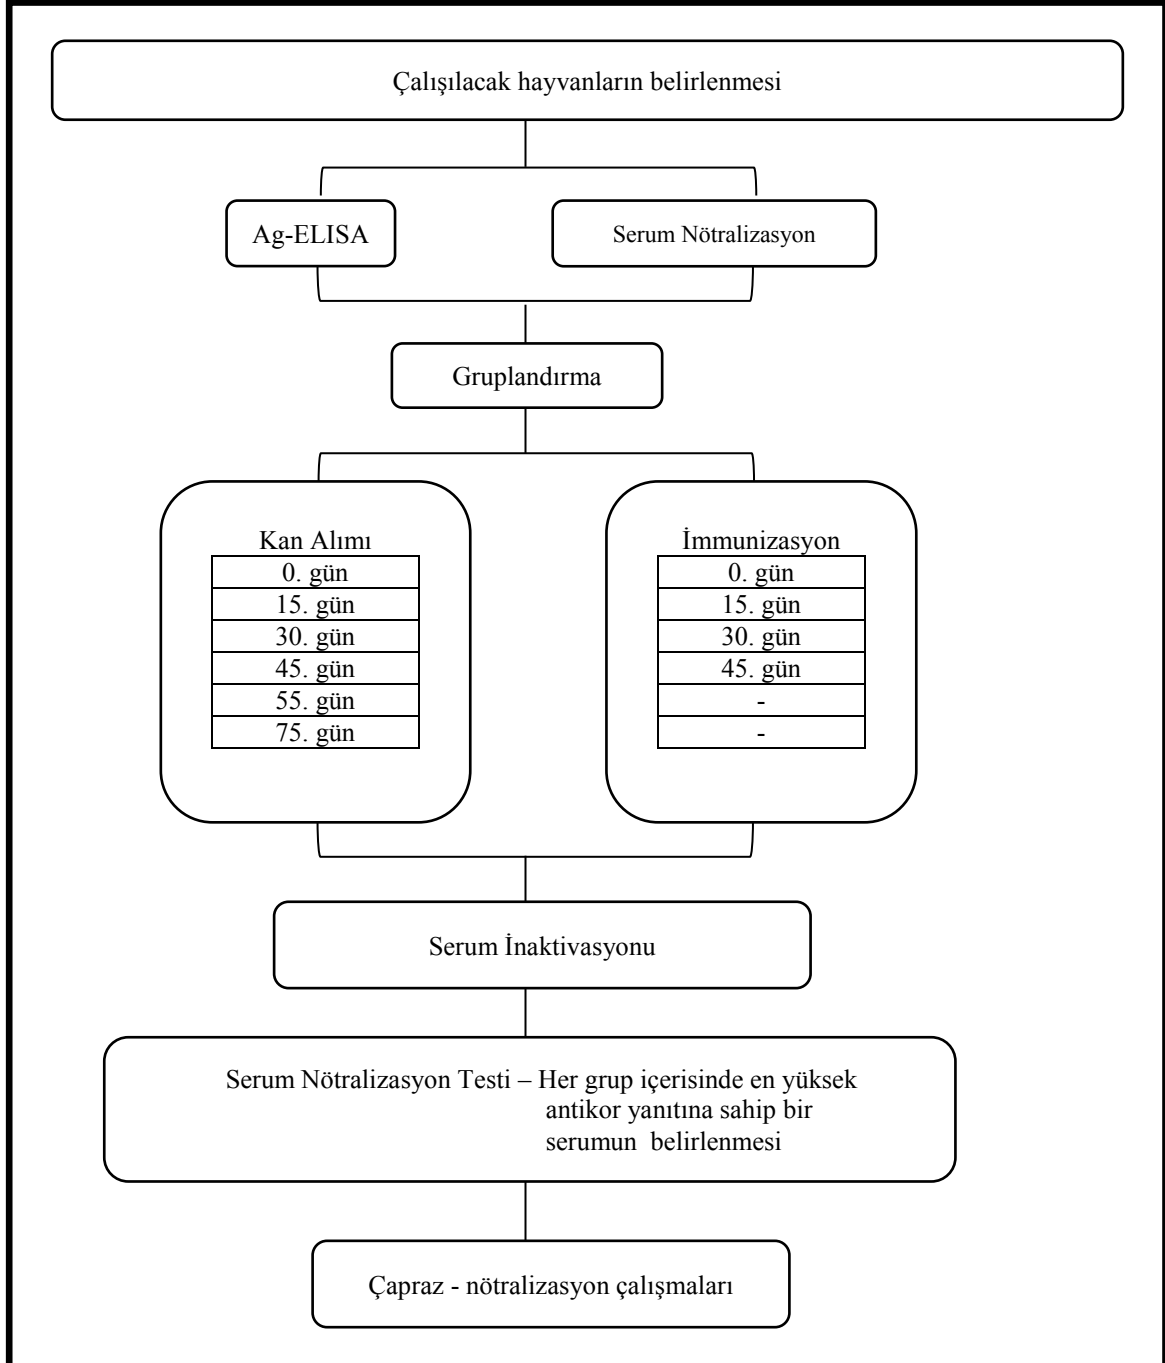 Çalışılacak hayvanların belirlenmesi
Ag-ELISA
Serum Nötralizasyon
Gruplandırma
Kan Alımı
0. gün
15. gün
30. gün
45. gün
55. gün
75. gün
İmmunizasyon
0. gün
15. gün
30. gün
45. gün
-
-
Serum İnaktivasyonu
Serum Nötralizasyon Testi – Her grup içerisinde en yüksek
antikor yanıtına sahip bir
serumun belirlenmesi
Çapraz - nötralizasyon çalışmaları